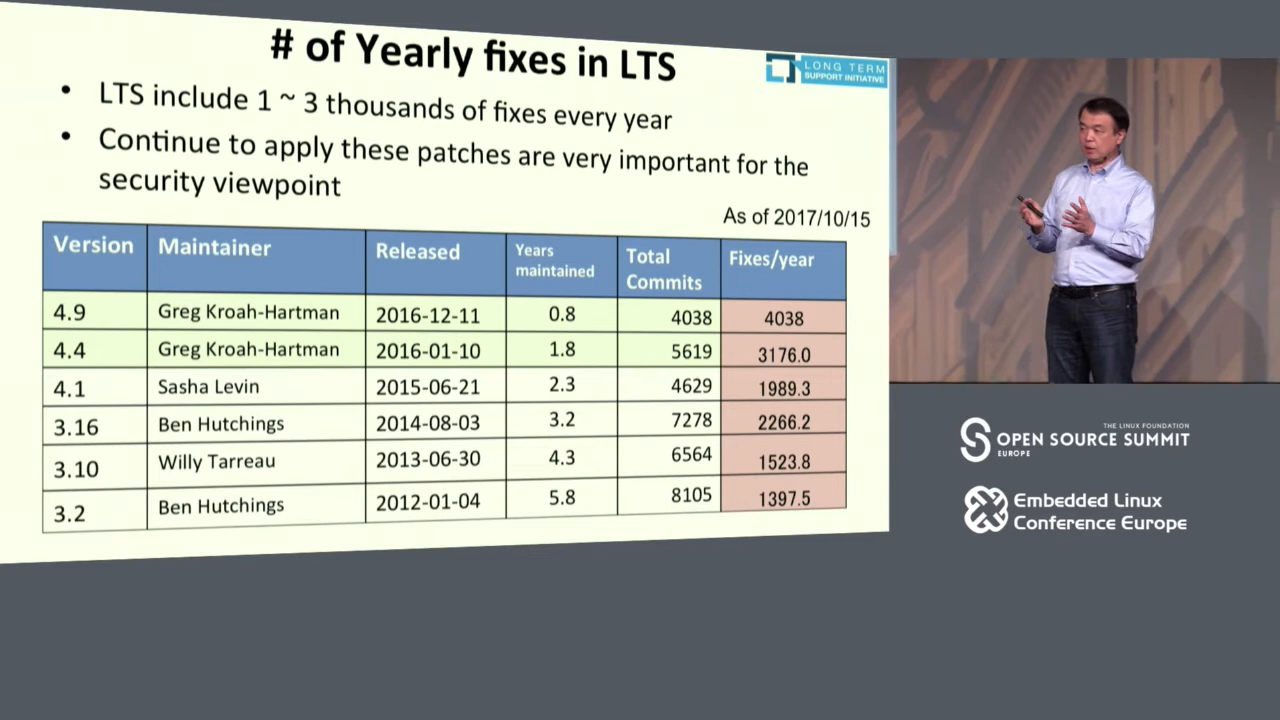 # of Yearly fixes in LTS
LONG TERM
SUPPORT INITIATIVE
• LTS include 1 ~ 3 thousands of fixes every year
• Continue to apply these patches are very important for the
security viewpoint
As of 2017/10/15
Version Maintainer Released Years maintained Total Commits Fixes/year
4.9 Greg Kroah-Hartman 2016-12-11 0.8 4038 4038
4.4 Greg Kroah-Hartman 2016-01-10 1.8 5619 3176.0
4.1 Sasha Levin 2015-06-21 2.3 4629 1989.3
3.16 Ben Hutchings 2014-08-03 3.2 7278 2266.2
3.10 Willy Tarreau 2013-06-30 4.3 6564 1523.8
3.2 Ben Hutchings 2012-01-04 5.8 8105 1397.5
THE LINUX FOUNDATION
OPEN SOURCE SUMMIT
EUROPE
Embedded Linux
Conference Europe